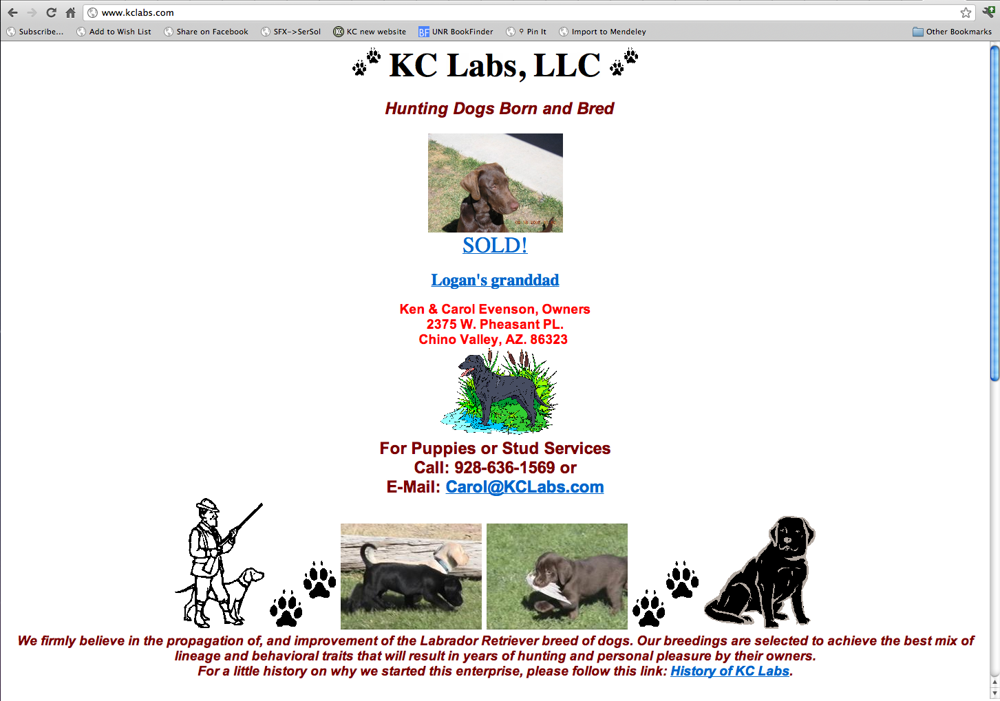 www.kclabs.com
Subscribe... Add to Wish List Share on Facebook SFX->SerSol KC new website BF UNR BookFinder Pin It Import to Mendeley Other Bookmarks
KC Labs, LLC
Hunting Dogs Born and Bred
SOLD!
Logan's granddad
Ken & Carol Evenson, Owners
2375 W. Pheasant PL.
Chino Valley, AZ. 86323
For Puppies or Stud Services
Call: 928-636-1569 or
E-Mail: Carol@KCLabs.com
We firmly believe in the propagation of, and improvement of the Labrador Retriever breed of dogs. Our breedings are selected to achieve the best mix of
lineage and behavioral traits that will result in years of hunting and personal pleasure by their owners.
For a little history on why we started this enterprise, please follow this link: History of KC Labs.